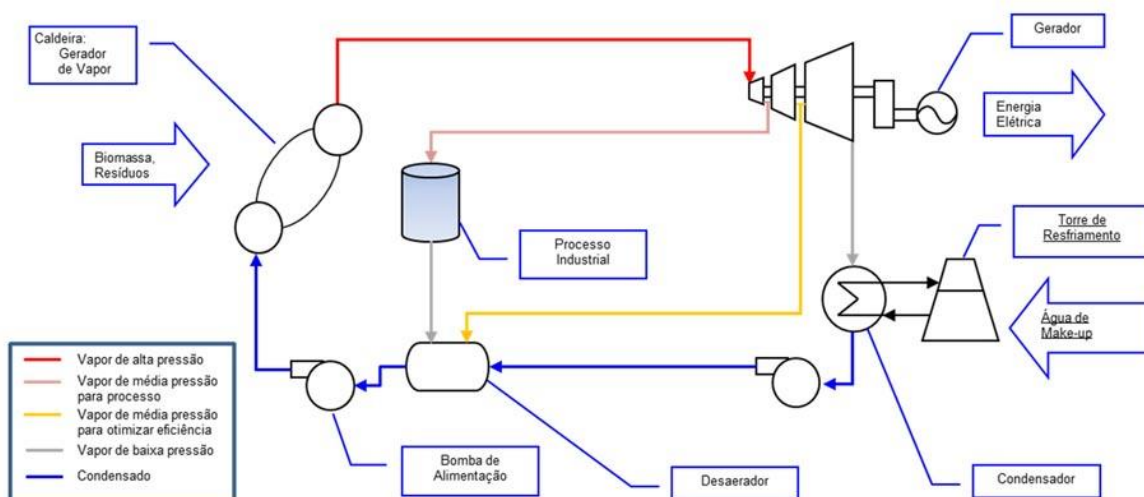 Caldeira:
Gerador
de Vapor
Gerador
Energia
Elétrica
Biomassa,
Resíduos
Processo
Industrial
Torre de
Resfriamento
Água de
Make-up
Vapor de alta pressão
Vapor de média pressão
para processo
Vapor de média pressão
para otimizar eficiência
Vapor de baixa pressão
Condensado
Bomba de
Alimentação
Desaerador
Condensador